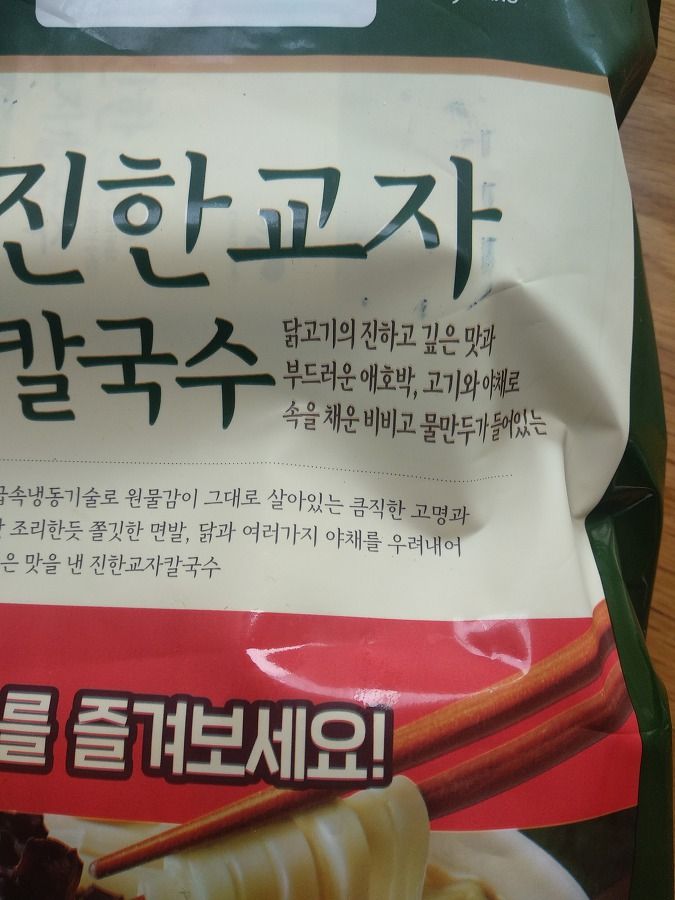 진한교자
칼국수
닭고기의 진하고 깊은 맛과
부드러운 애호박, 고기와 야채로
속을 채운 비비고 물만두가 들어있는
급속냉동기술로 원물감이 그대로 살아있는 큼직한 고명과
조리한듯 쫄깃한 면발, 닭과 여러가지 야채를 우려내어
은 맛을 낸 진한교자칼국수
를 즐겨보세요!